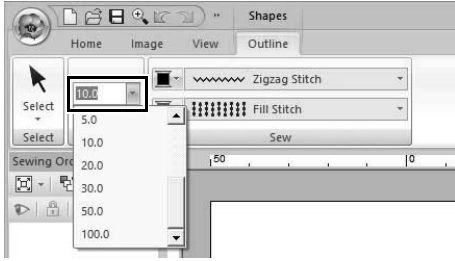 Shapes
Home Image View Outline
Select
10.0
Zigzag Stitch
Fill Stitch
Select
Sew
5.0
10.0
20.0
30.0
50.0
100.0
Sewing Orc
50
0